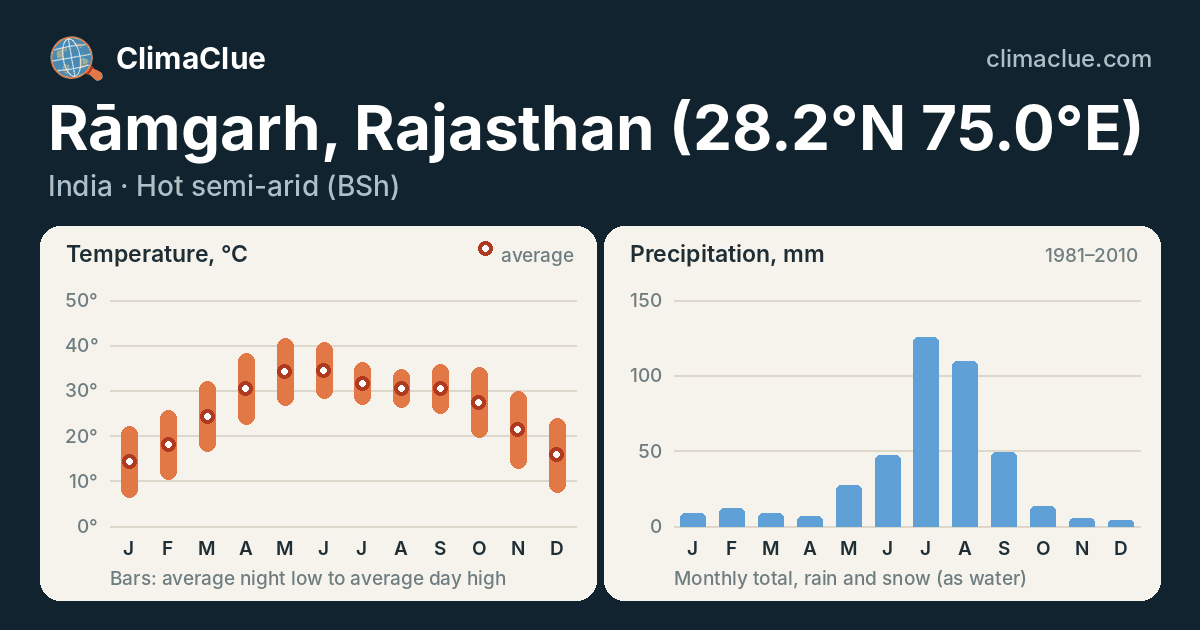 ClimaClue
climaclue.com
Rāmgarh, Rajasthan (28.2°N 75.0°E)
India · Hot semi-arid (BSh)
Temperature, °C
average
50°
40°
30°
20°
10°
0°
J F M A M J J A S O N D
Bars: average night low to average day high
Precipitation, mm
1981–2010
150
100
50
0
J F M A M J J A S O N D
Monthly total, rain and snow (as water)